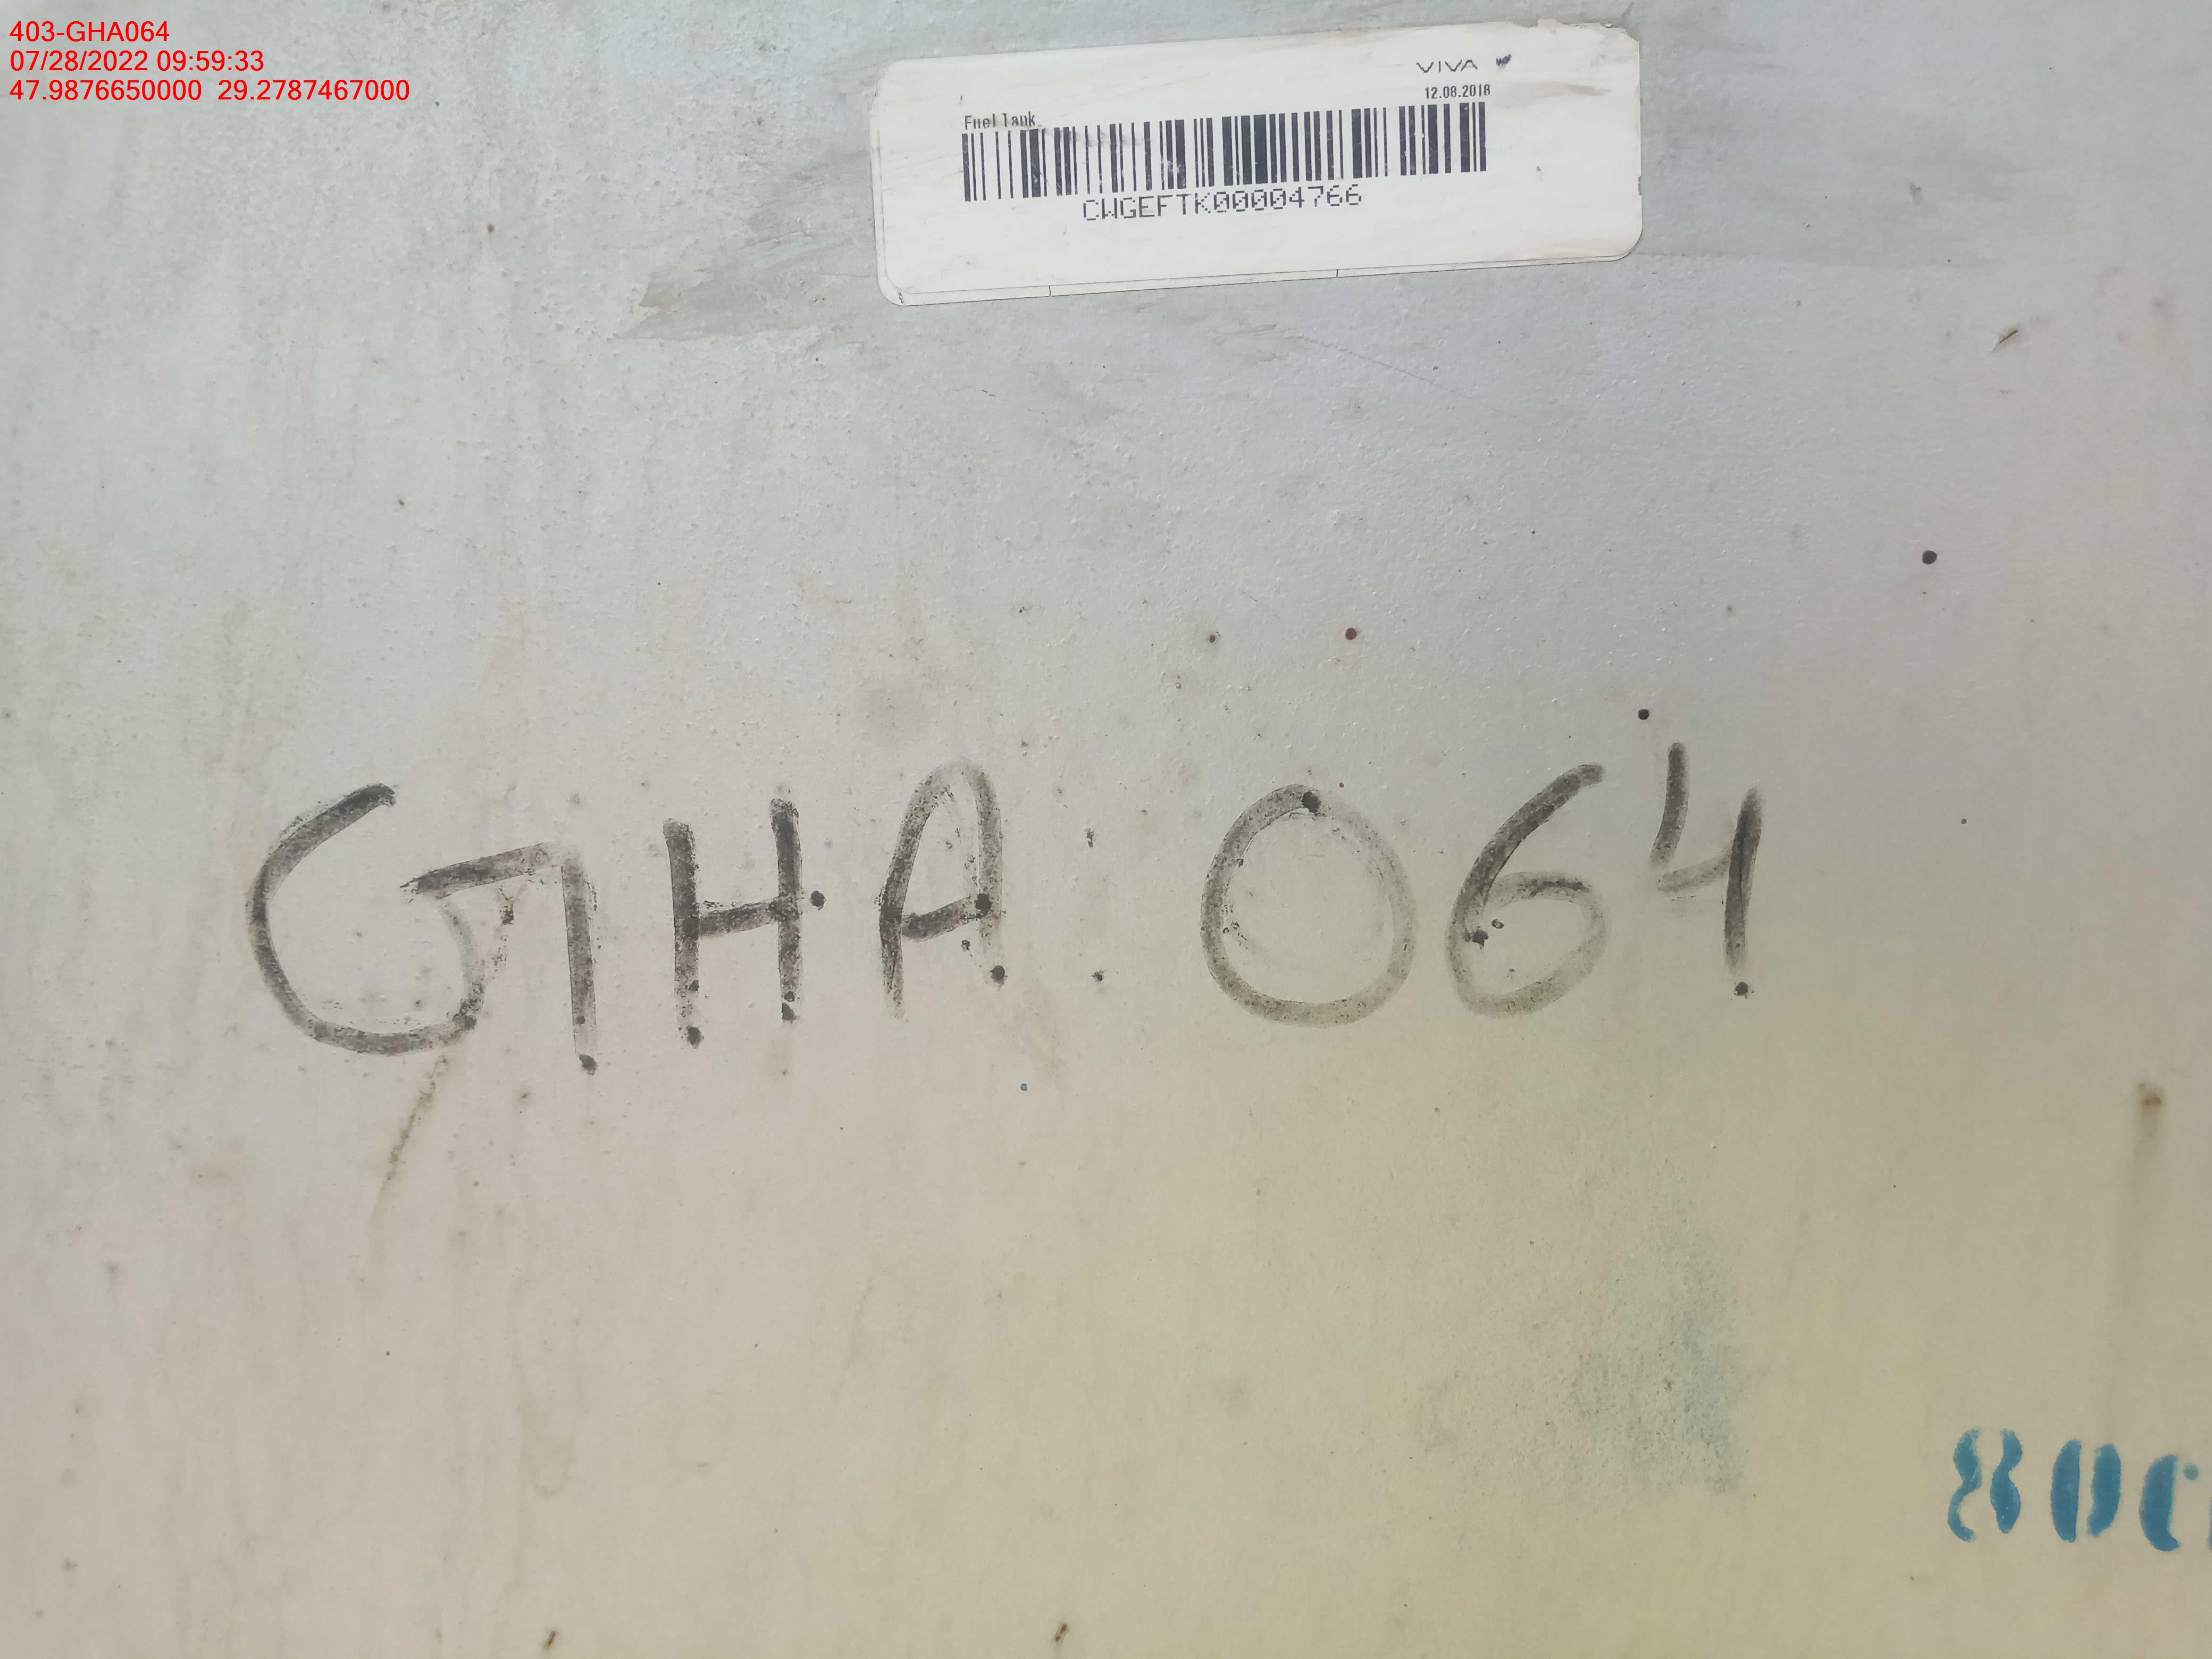 403-GHA064
07/28/2022 09:59:33
47.9876650000 29.2787467000
VIVA
12.08.2018
Fuel Tank
CWGEFTK00004766
GHA: 064